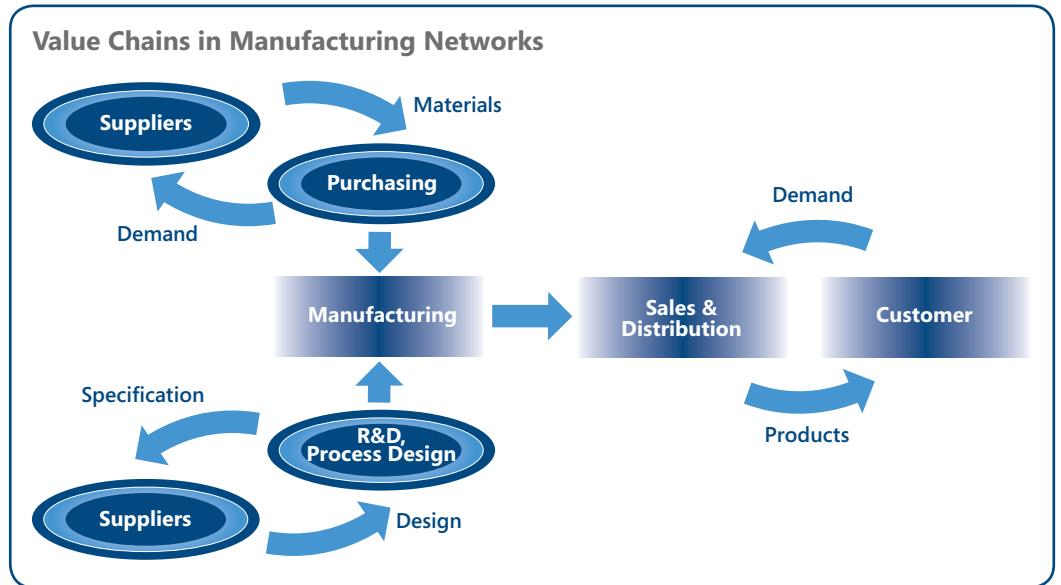 Value Chains in Manufacturing Networks
Suppliers
Materials
Purchasing
Demand
Demand
Manufacturing
Sales &
Distribution
Customer
Specification
R&D,
Process Design
Products
Suppliers
Design